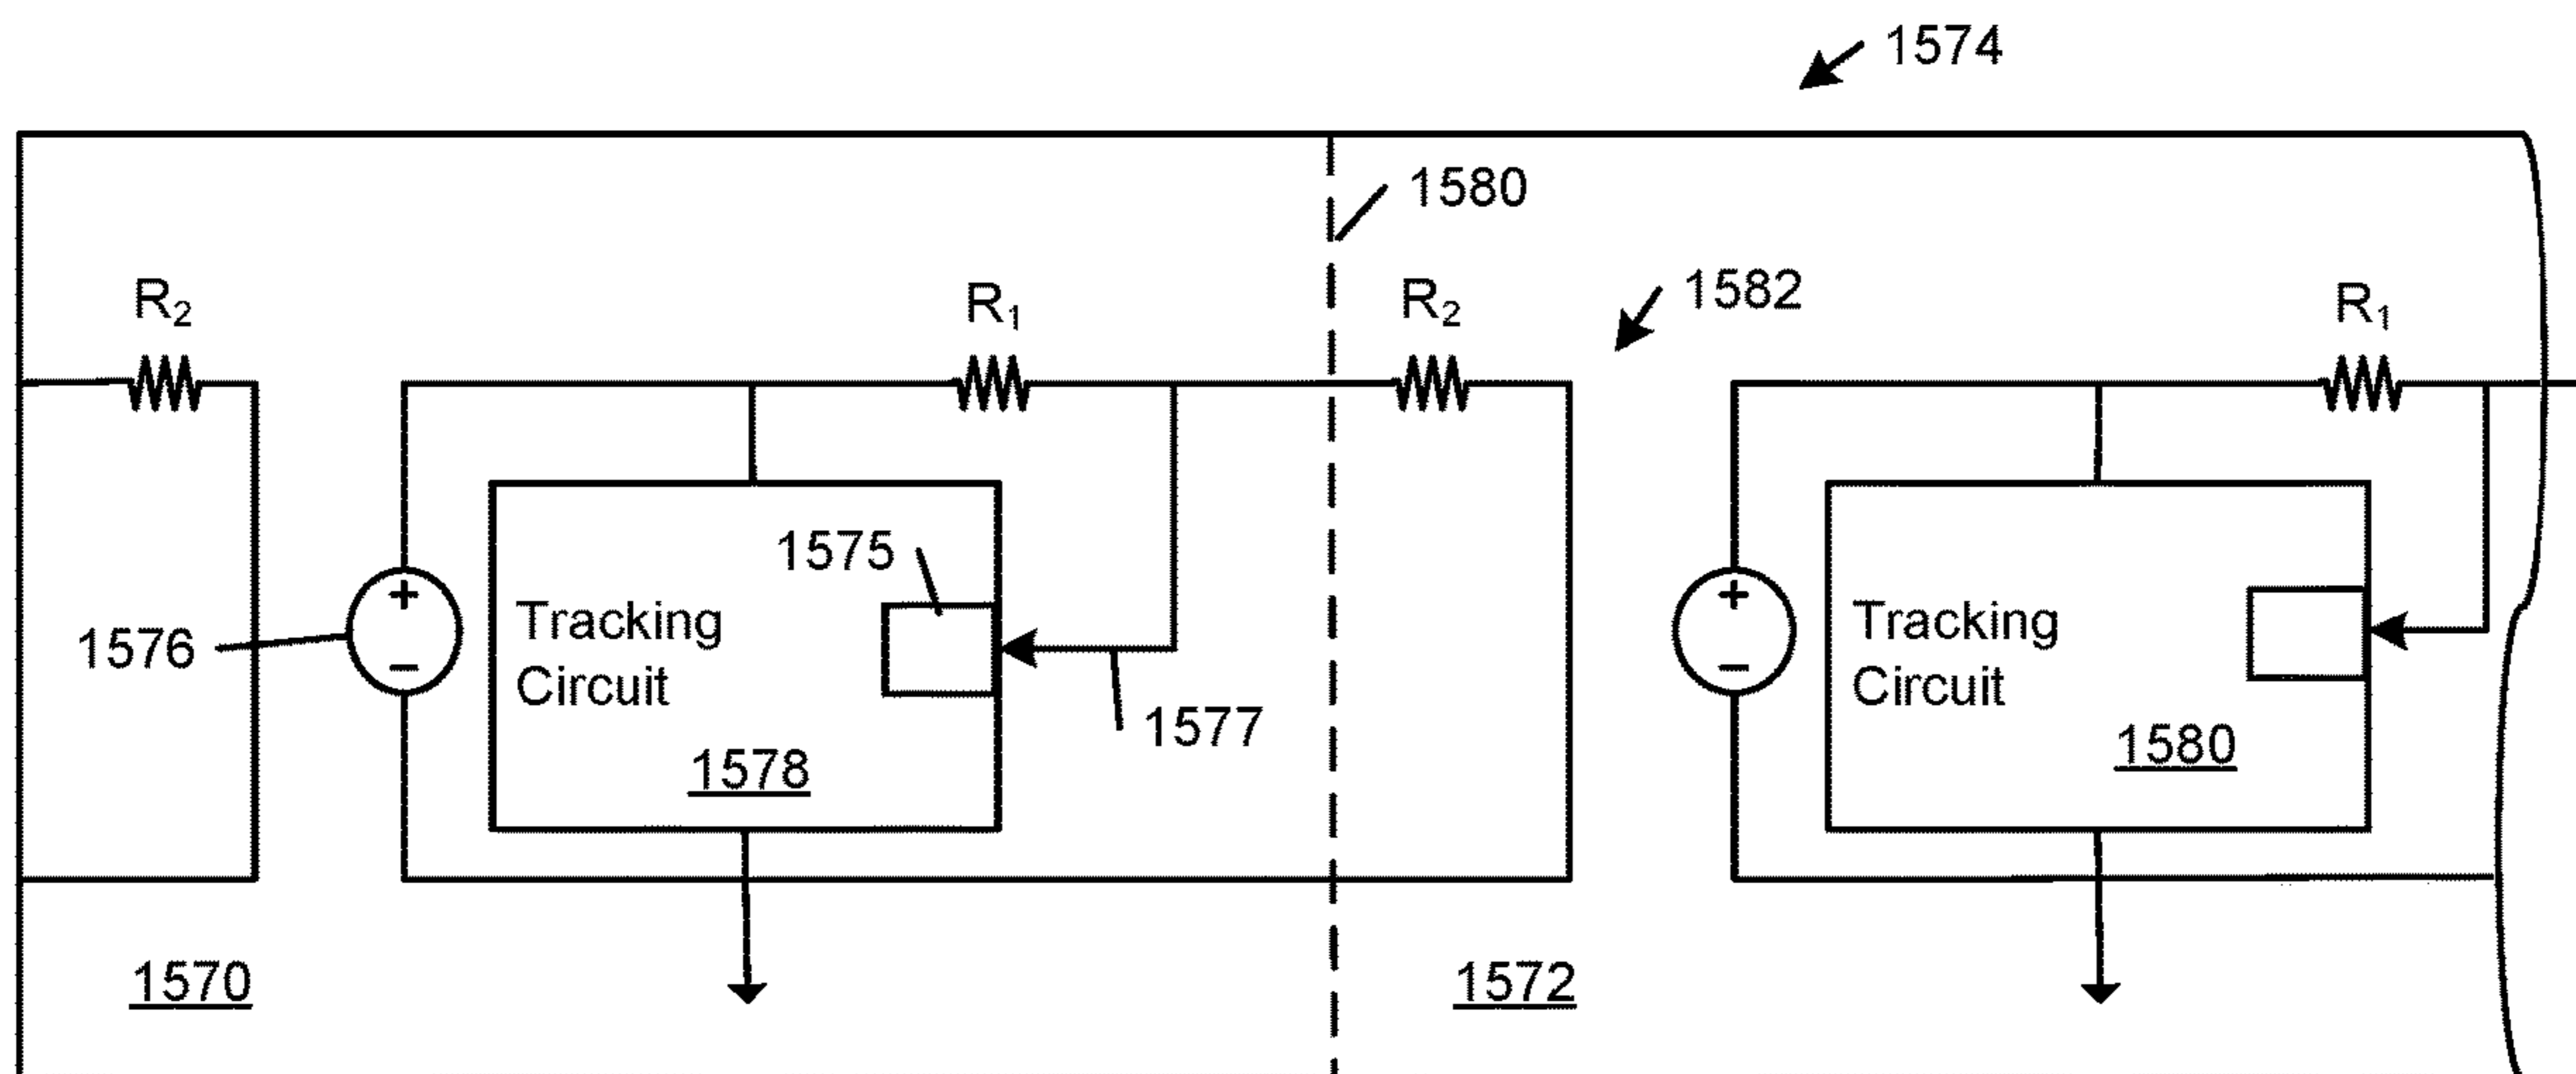 1574
1580
R₂
R₁
R₂
1582
R₁
1575
Tracking
Circuit
1576
1577
1578
Tracking
Circuit
1580
1570
1572